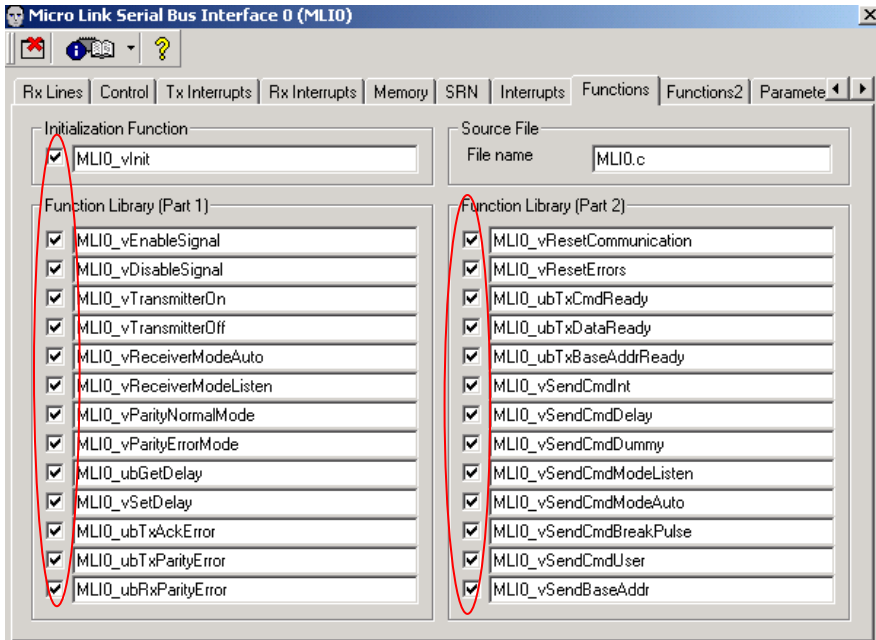 Micro Link Serial Bus Interface 0 (MLI0)
Rx Lines Control Tx Interrupts Rx Interrupts Memory SRN Interrupts Functions Functions2 Paramete
Initialization Function
MLI0_vInit
Source File
File name MLI0.c
Function Library (Part 1)
MLI0_vEnableSignal
MLI0_vDisableSignal
MLI0_vTransmitterOn
MLI0_vTransmitterOff
MLI0_vReceiverModeAuto
MLI0_vReceiverModeListen
MLI0_vParityNormalMode
MLI0_vParityErrorMode
MLI0_ubGetDelay
MLI0_vSetDelay
MLI0_ubTxAckError
MLI0_ubTxParityError
MLI0_ubRxParityError
Function Library (Part 2)
MLI0_vResetCommunication
MLI0_vResetErrors
MLI0_ubTxCmdReady
MLI0_ubTxDataReady
MLI0_ubTxBaseAddrReady
MLI0_vSendCmdInt
MLI0_vSendCmdDelay
MLI0_vSendCmdDummy
MLI0_vSendCmdModeListen
MLI0_vSendCmdModeAuto
MLI0_vSendCmdBreakPulse
MLI0_vSendCmdUser
MLI0_vSendBaseAddr